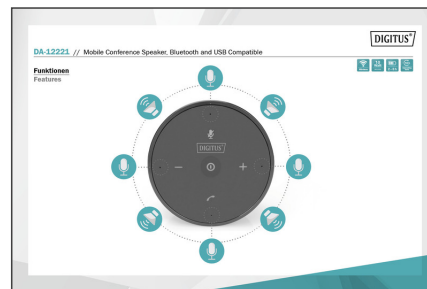 DIGITUS®
DA-12221 // Mobile Conference Speaker, Bluetooth and USB Compatible
Funktionen
Features
DIGITUS